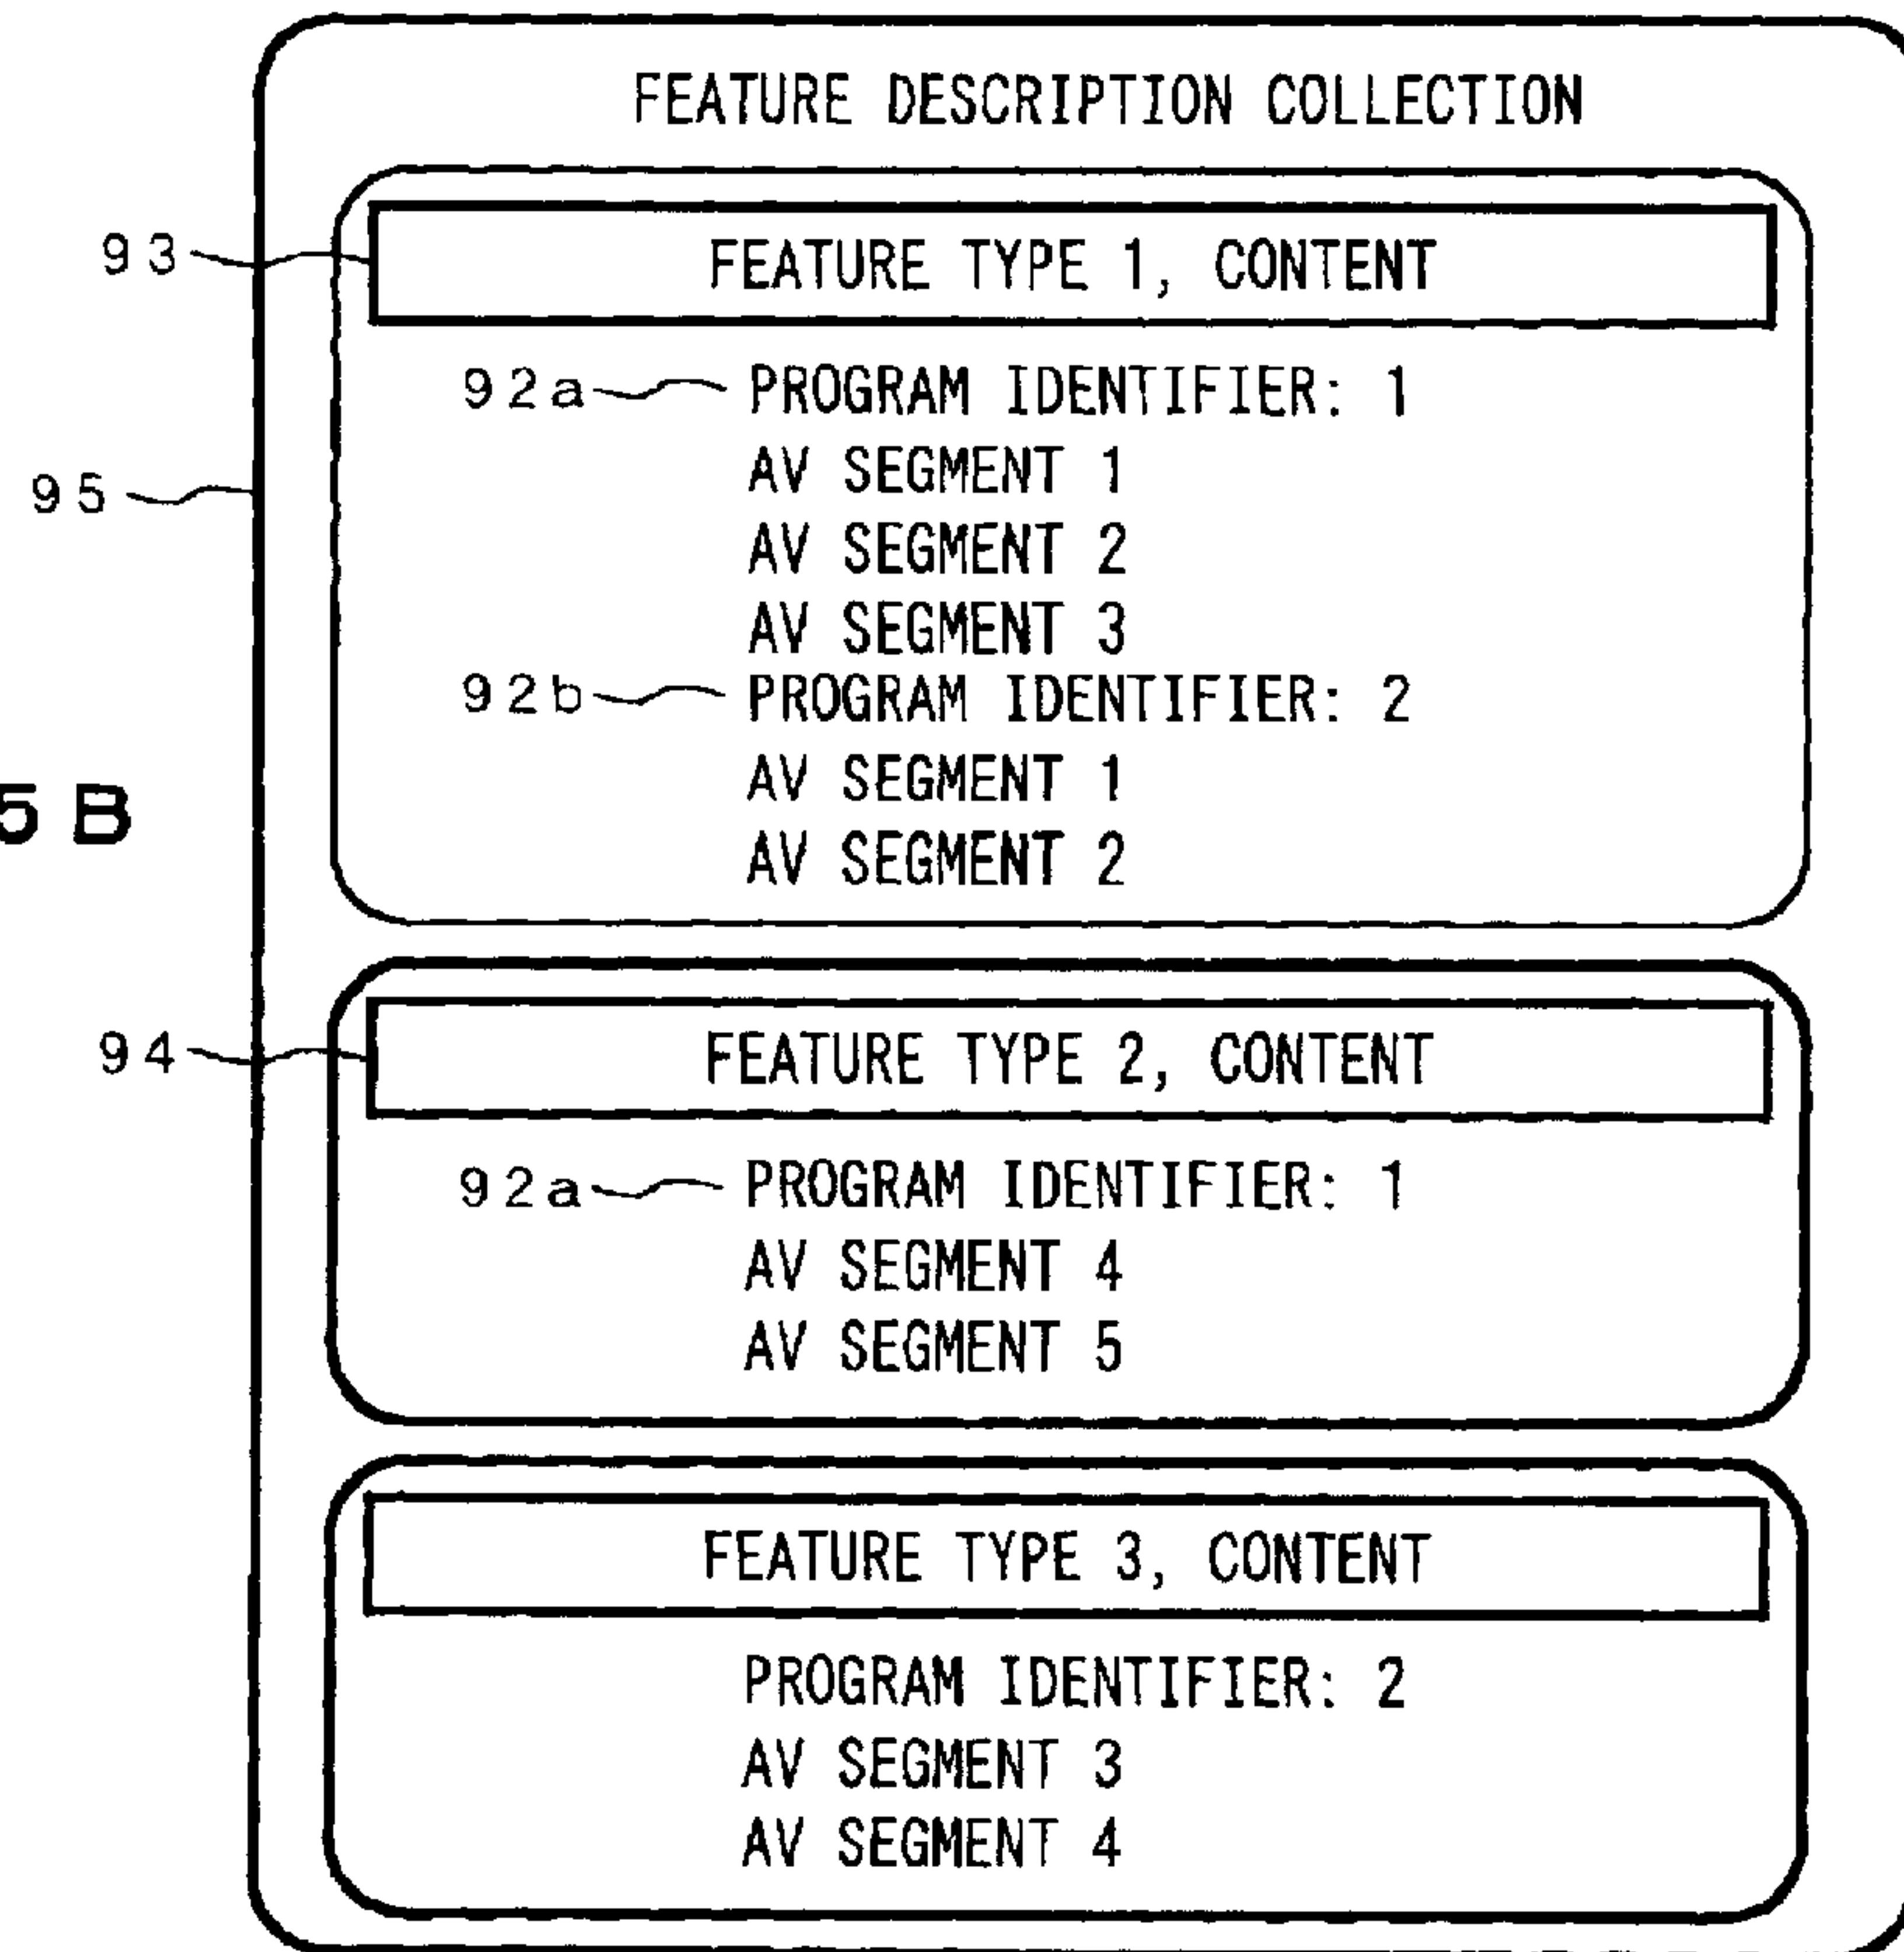 FEATURE DESCRIPTION COLLECTION
93
FEATURE TYPE 1, CONTENT
92a PROGRAM IDENTIFIER: 1
AV SEGMENT 1
95
AV SEGMENT 2
AV SEGMENT 3
92b PROGRAM IDENTIFIER: 2
AV SEGMENT 1
5B
AV SEGMENT 2
94
FEATURE TYPE 2, CONTENT
92a PROGRAM IDENTIFIER: 1
AV SEGMENT 4
AV SEGMENT 5
FEATURE TYPE 3, CONTENT
PROGRAM IDENTIFIER: 2
AV SEGMENT 3
AV SEGMENT 4